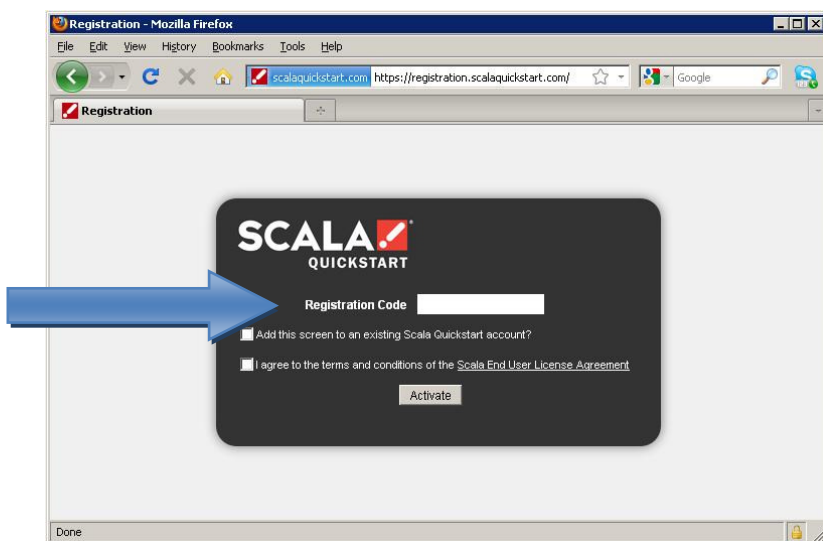 Registration - Mozilla Firefox
File Edit View History Bookmarks Tools Help
scalaquickstart.com https://registration.scalaquickstart.com/ Google
Registration
SCALA
QUICKSTART
Registration Code
Add this screen to an existing Scala Quickstart account?
I agree to the terms and conditions of the Scala End User License Agreement
Activate
Done